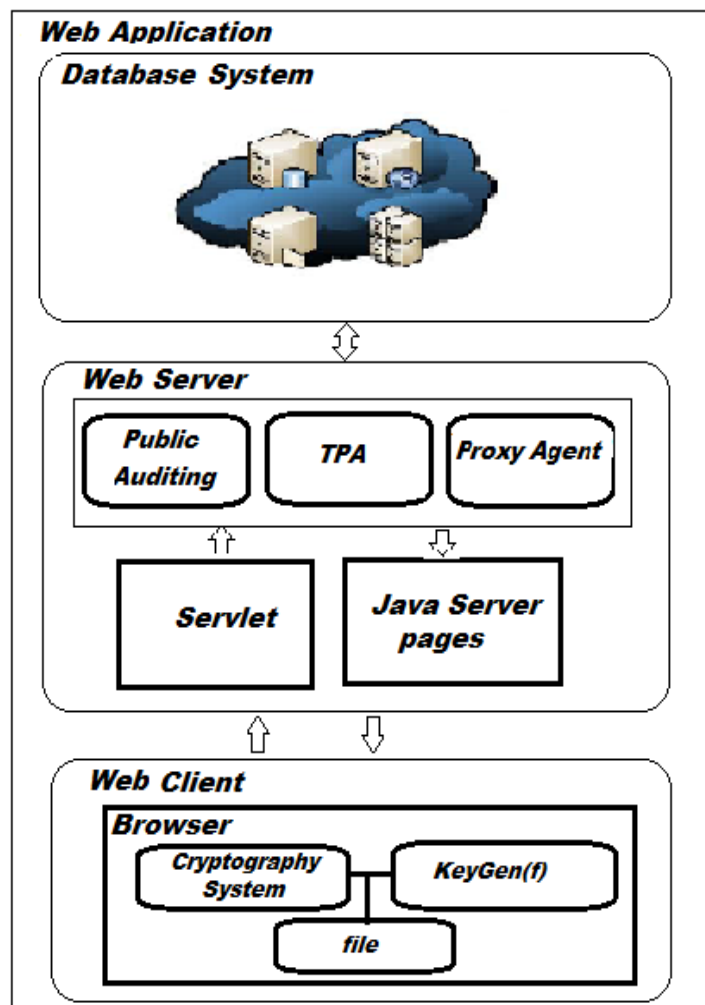 Web Application
Database System
Web Server
Public
Auditing
TPA
Proxy Agent
Servlet
Java Server
pages
Web Client
Browser
Cryptography
System
KeyGen(f)
file